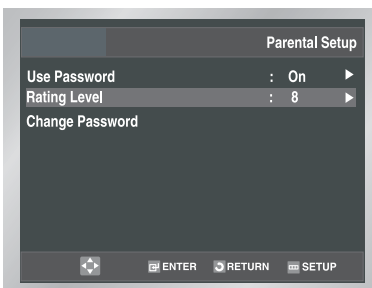 Parental Setup
Use Password : On
Rating Level : 8
Change Password
ENTER RETURN SETUP